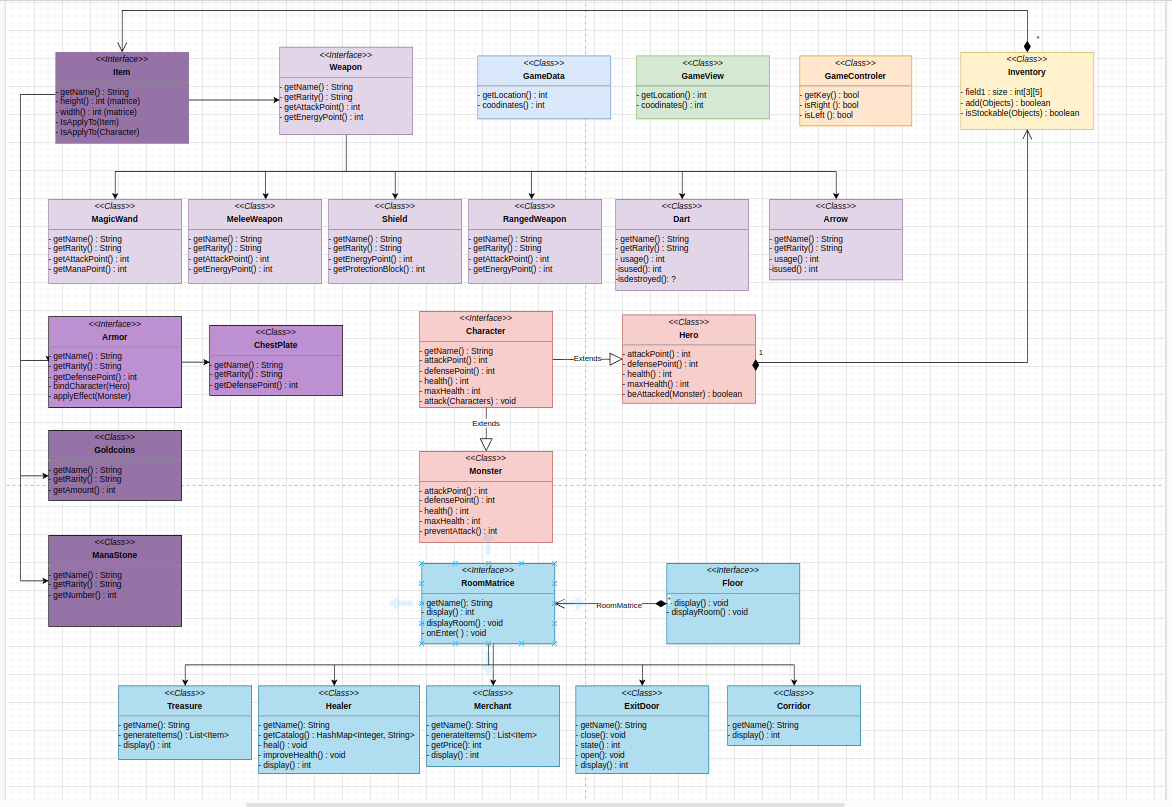 *
<<Interface>>
Item
- getName() : String
- height() : int (matrice)
- width() : int (matrice)
- IsApplyTo(Item)
- IsApplyTo(Character)
<<Interface>>
Weapon
- getName() : String
- getRarity() : String
- getAttackPoint() : int
- getEnergyPoint() : int
<<Class>>
GameData
- getLocation() : int
- coodinates() : int
<<Class>>
GameView
- getLocation() : int
- coordinates() : int
<<Class>>
GameControler
- getKey() : bool
- isRight () : bool
- isLeft (): bool
<<Class>>
Inventory
- field1 : size : int[3][5]
- add(Objects) : boolean
- isStockable(Objects) : boolean
<<Class>>
MagicWand
- getName() : String
- getRarity() : String
- getAttackPoint() : int
- getManaPoint() : int
<<Class>>
MeleeWeapon
- getName() : String
- getRarity() : String
- getAttackPoint() : int
- getEnergyPoint() : int
<<Class>>
Shield
- getName() : String
- getRarity() : String
- getEnergyPoint() : int
- getProtectionBlock() : int
<<Class>>
RangedWeapon
- getName() : String
- getRarity() : String
- getAttackPoint() : int
- getEnergyPoint() : int
<<Class>>
Dart
- getName() : String
- getRarity() : String
- usage() : int
-isused(): int
-isdestroyed(): ?
<<Class>>
Arrow
- getName() : String
- getRarity() : String
- usage() : int
-isused() : int
<<Interface>>
Armor
- getName() : String
- getRarity() : String
- getDefensePoint() : int
- bindCharacter(Hero)
- applyEffect(Monster)
<<Class>>
ChestPlate
- getName() : String
- getRarity() : String
- getDefensePoint() : int
<<Interface>>
Character
- getName() : String
- attackPoint() : int
- defensePoint() : int
- health() : int
- maxHealth : int
- attack(Characters) : void
Extends
<<Class>>
Hero
- attackPoint() : int
- defensePoint() : int
- health() : int
- maxHealth() : int
- beAttacked(Monster) : boolean
1
Extends
<<Class>>
Goldcoins
- getName() : String
- getRarity() : String
- getAmount() : int
<<Class>>
Monster
- attackPoint() : int
- defensePoint() : int
- health() : int
- maxHealth : int
- preventAttack() : int
<<Class>>
ManaStone
- getName() : String
- getRarity() : String
- getNumber() : int
<<Interface>>
RoomMatrice
- getName(): String
- display() : int
- displayRoom() : void
- onEnter( ) : void
RoomMatrice
*
<<Interface>>
Floor
- display() : void
- displayRoom() : void
<<Class>>
Treasure
- getName(): String
- generateItems() : List<Item>
- display() : int
<<Class>>
Healer
- getName(): String
- getCatalog() : HashMap<Integer, String>
- heal() : void
- improveHealth() : void
- display() : int
<<Class>>
Merchant
- getName(): String
- generateItems() : List<Item>
- getPrice(): int
- display() : int
<<Class>>
ExitDoor
- getName(): String
- close(): void
- state() : int
- open(): void
- display() : int
<<Class>>
Corridor
- getName(): String
- display() : int